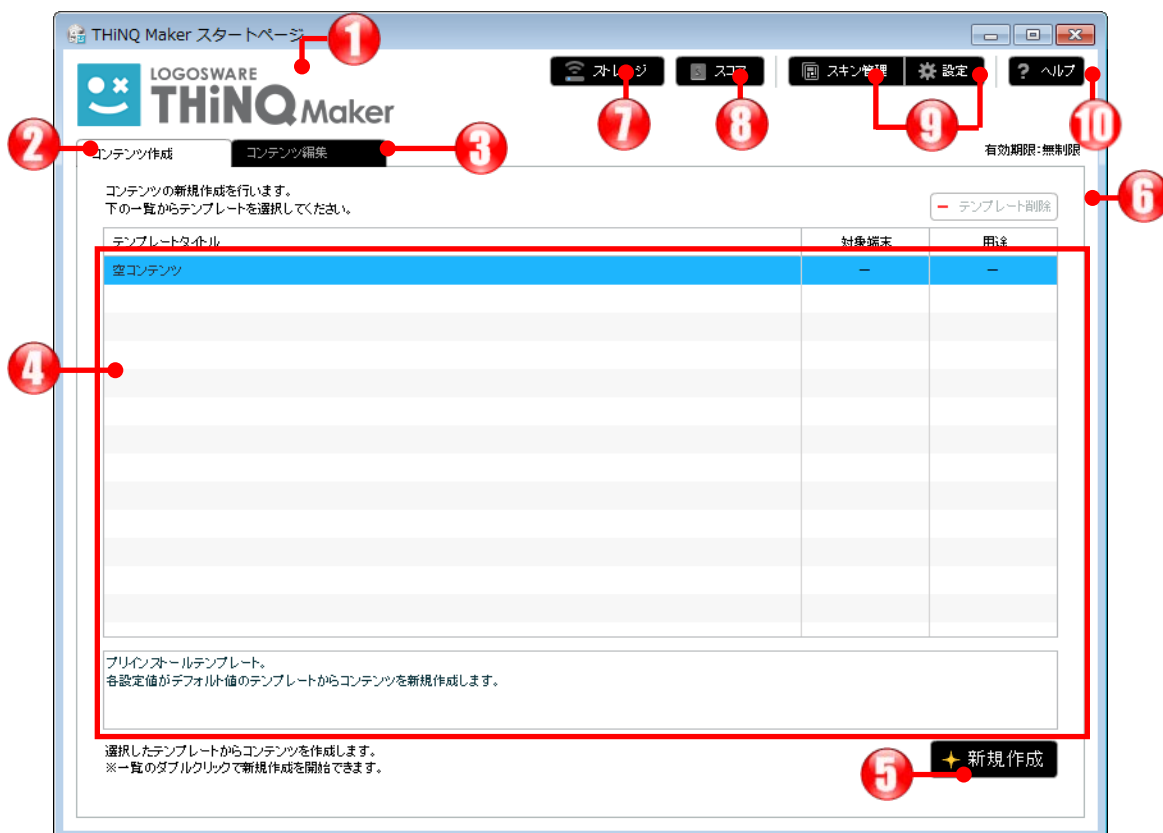 THiNQ Maker スタートページ
1
LOGOSWARE
THiNQ Maker
ストレージ
スコア
スキン管理
設定
? ヘルプ
7
8
9
10
2
コンテンツ作成
コンテンツ編集
3
有効期限:無制限
コンテンツの新規作成を行います。
下の一覧からテンプレートを選択してください。
テンプレート削除
6
テンプレートタイトル
対象端末
用途
空コンテンツ
ー
ー
4
プリインストールテンプレート。
各設定値がデフォルト値のテンプレートからコンテンツを新規作成します。
選択したテンプレートからコンテンツを作成します。
※一覧のダブルクリックで新規作成を開始できます。
5
新規作成